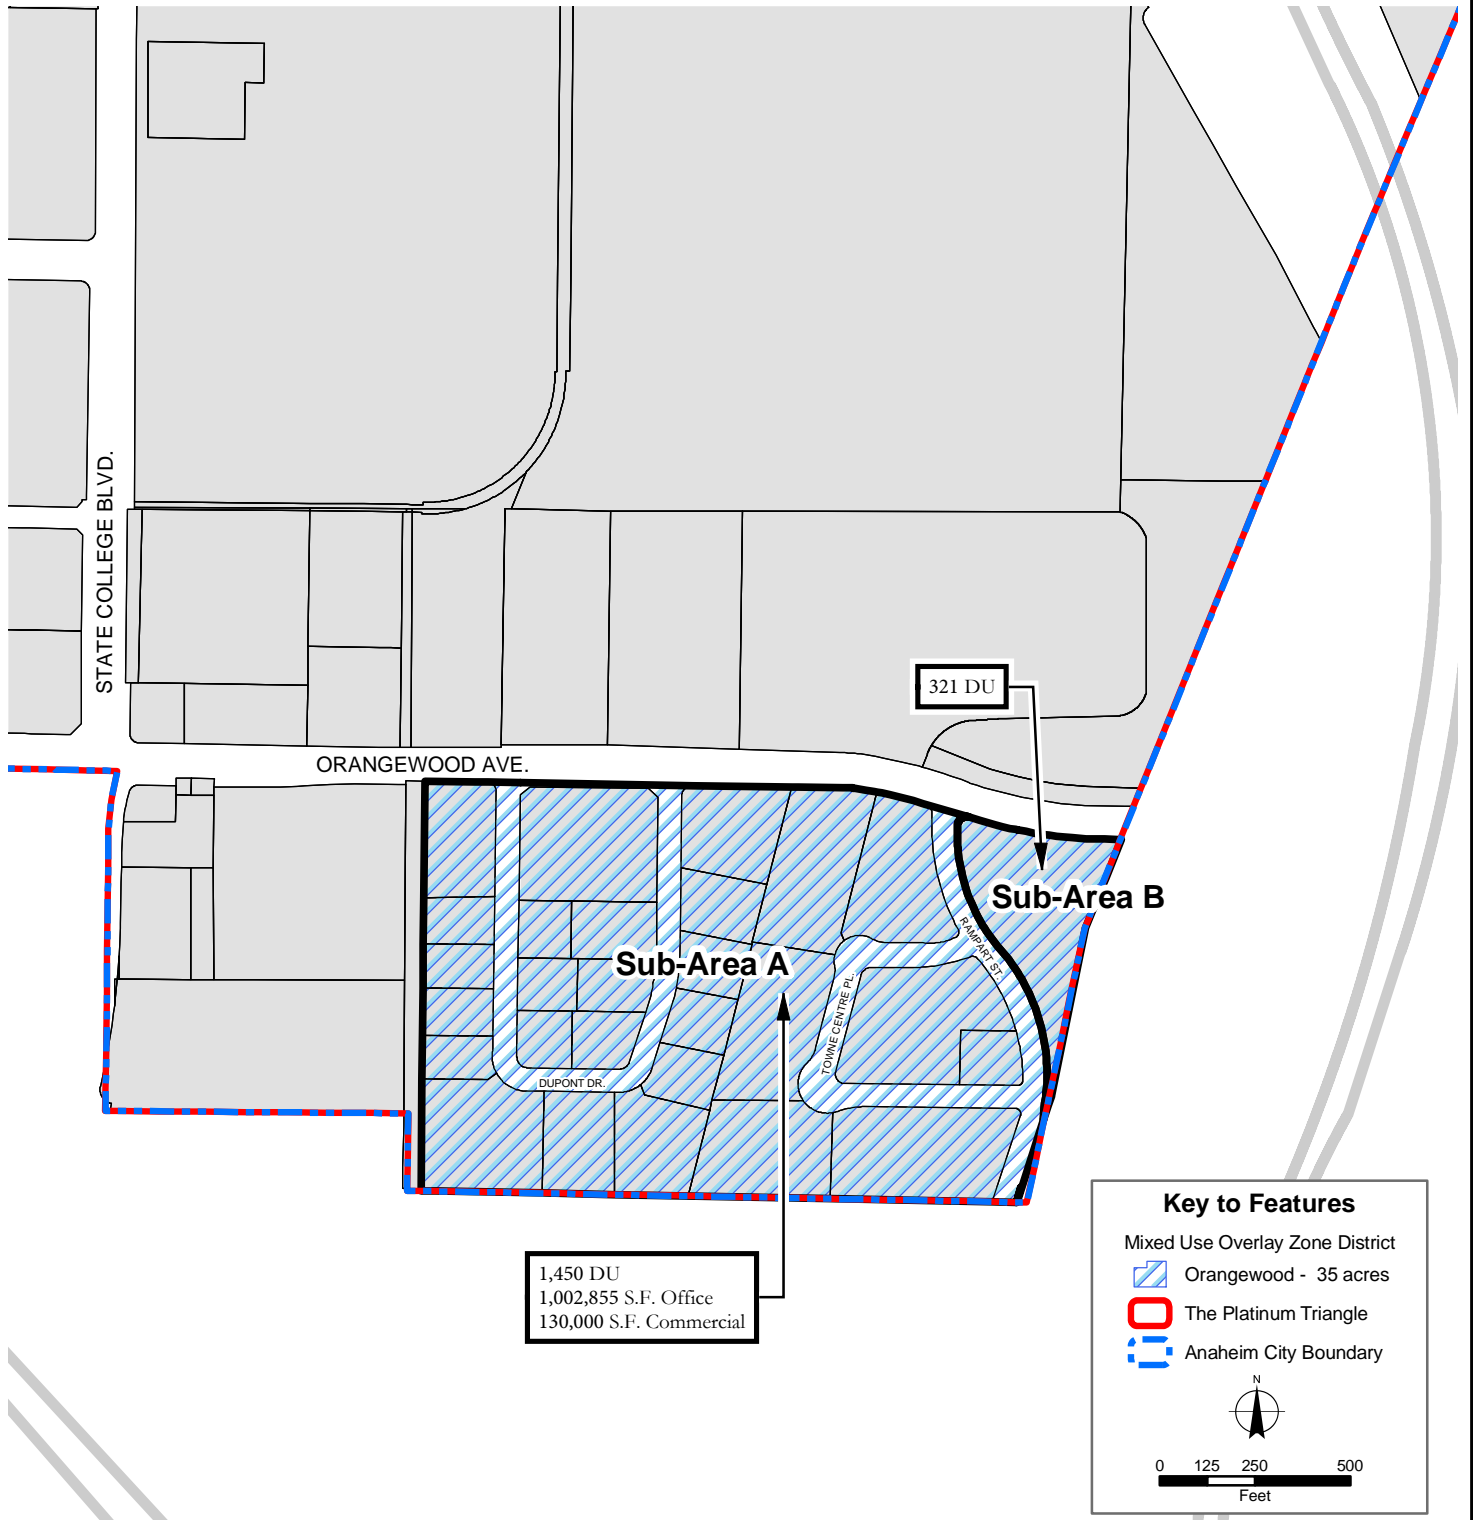 STATE COLLEGE BLVD.
321 DU
ORANGEWOOD AVE.
Sub-Area B
RAMPART ST.
Sub-Area A
TOWNE CENTRE PL.
DUPONT DR.
1,450 DU
1,002,855 S.F. Office
130,000 S.F. Commercial
Key to Features
Mixed Use Overlay Zone District
Orangewood - 35 acres
The Platinum Triangle
Anaheim City Boundary
N
0 125 250 500
Feet